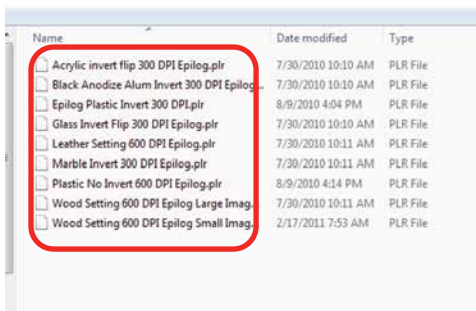 Name Date modified Type
Acrylic invert flip 300 DPI Epilog.plr 7/30/2010 10:10 AM PLR File
Black Anodize Alum Invert 300 DPI Epilog... 7/30/2010 10:10 AM PLR File
Epilog Plastic Invert 300 DPI.plr 8/9/2010 4:04 PM PLR File
Glass Invert Flip 300 DPI Epilog.plr 7/30/2010 10:10 AM PLR File
Leather Setting 600 DPI Epilog.plr 7/30/2010 10:11 AM PLR File
Marble Invert 300 DPI Epilog.plr 7/30/2010 10:11 AM PLR File
Plastic No Invert 600 DPI Epilog.plr 8/9/2010 4:14 PM PLR File
Wood Setting 600 DPI Epilog Large Imag... 7/30/2010 10:11 AM PLR File
Wood Setting 600 DPI Epilog Small Imag... 2/17/2011 7:53 AM PLR File